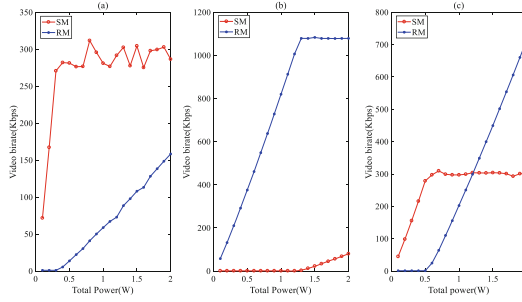 (a)
SM
RM
Video birate(Kbps)
350
300
250
200
150
100
50
0
0 0.5 1 1.5 2
Total Power(W)
(b)
SM
RM
Video birate(Kbps)
1200
1000
800
600
400
200
0
0 0.5 1 1.5 2
Total Power(W)
(c)
SM
RM
Video birate(Kbps)
800
700
600
500
400
300
200
100
0
0 0.5 1 1.5
Total Power(W)